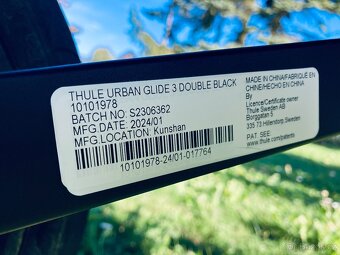 THULE URBAN GLIDE 3 DOUBLE BLACK
10101978
BATCH NO: S2306362
MFG DATE: 2024/01
MFG LOCATION: Kunshan
10101978-24/01-017764
MADE IN CHINA/FABRIQUÉ EN
CHINE/HECHO EN CHINA
By
Licence/Certificate owner
Thule Sweden AB
Borggatan 5
335 73 Hillerstorp, Sweden
PAT. SEE:
www.thule.com/patents